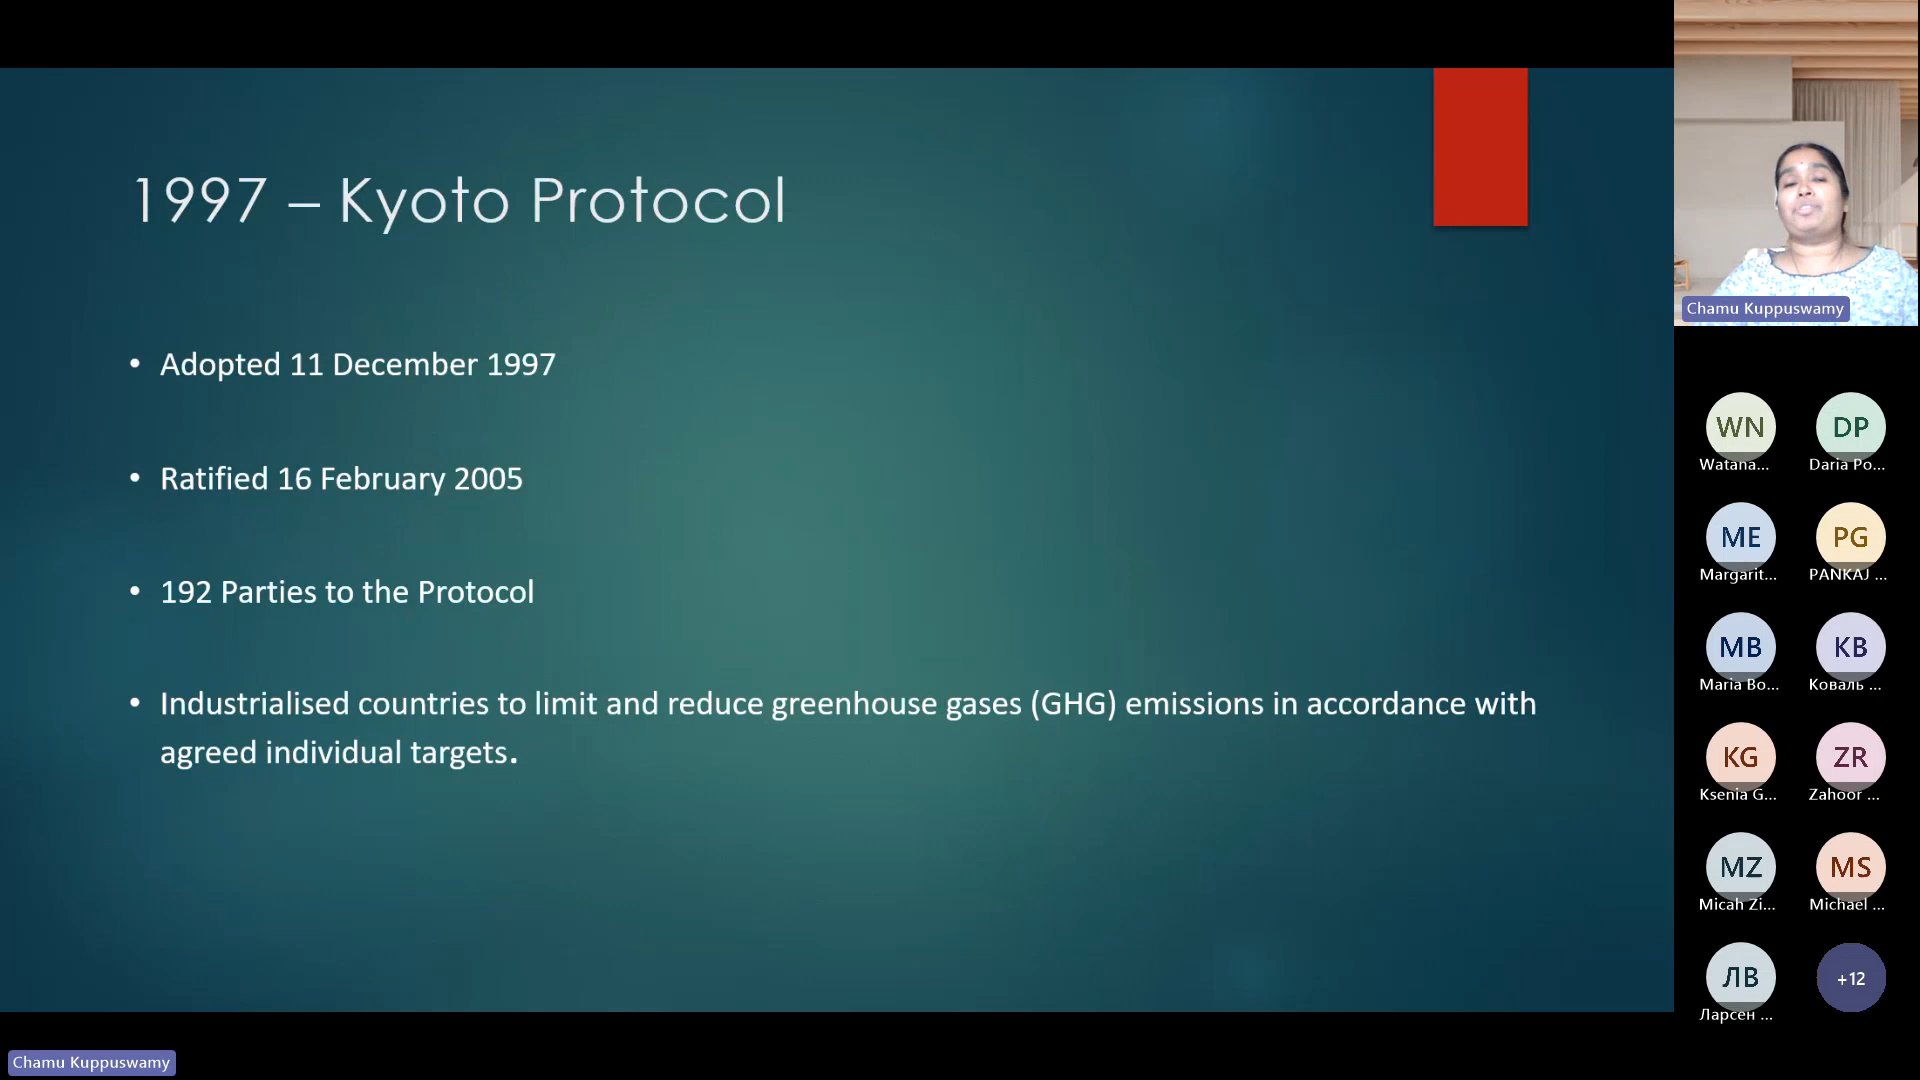 1997 – Kyoto Protocol
• Adopted 11 December 1997
• Ratified 16 February 2005
• 192 Parties to the Protocol
• Industrialised countries to limit and reduce greenhouse gases (GHG) emissions in accordance with
agreed individual targets.
Chamu Kuppuswamy
WN
DP
Watana...
Daria Po...
ME
PG
Margarit...
PANKAJ ...
MB
КВ
Maria Bo...
Коваль ...
KG
ZR
Ksenia G...
Zahoor ...
MZ
MS
Micah Zi...
Michael ...
ЛВ
+12
Ларсен ...
Chamu Kuppuswamy